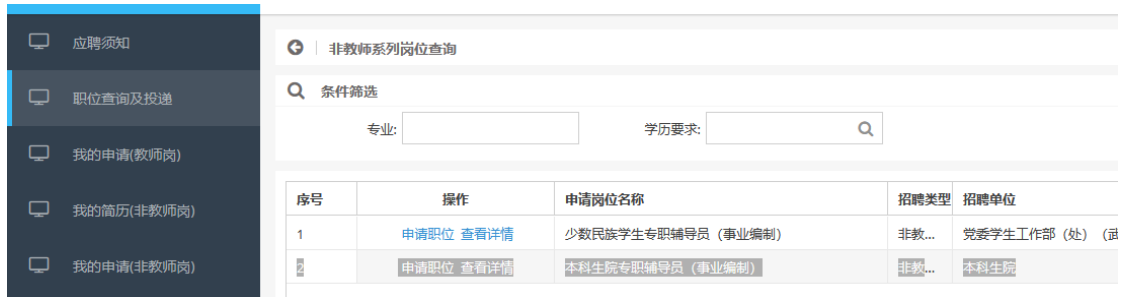 应聘须知
职位查询及投递
我的申请(教师岗)
我的简历(非教师岗)
我的申请(非教师岗)
非教师系列岗位查询
条件筛选
专业: 学历要求:
序号 操作 申请岗位名称 招聘类型 招聘单位
1 申请职位 查看详情 少数民族学生专职辅导员（事业编制） 非教... 党委学生工作部（处）（武
2 申请职位 查看详情 本科生院专职辅导员（事业编制） 非教... 本科生院